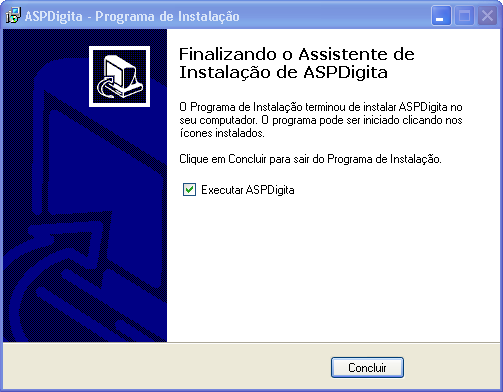 ASPDigita - Programa de Instalação
Finalizando o Assistente de
Instalação de ASPDigita
O Programa de Instalação terminou de instalar ASPDigita no
seu computador. O programa pode ser iniciado clicando nos
ícones instalados.
Clique em Concluir para sair do Programa de Instalação.
Executar ASPDigita
Concluir